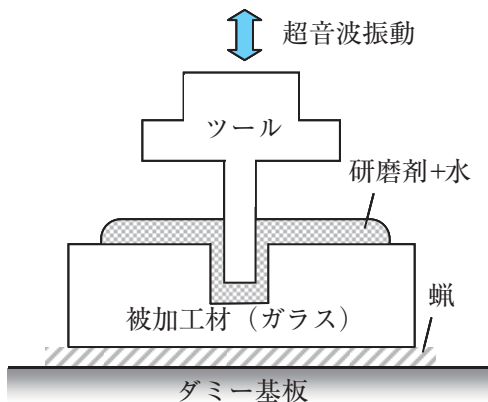 超音波振動
ツール
研磨剤+水
被加工材（ガラス）
蝋
ダミー基板